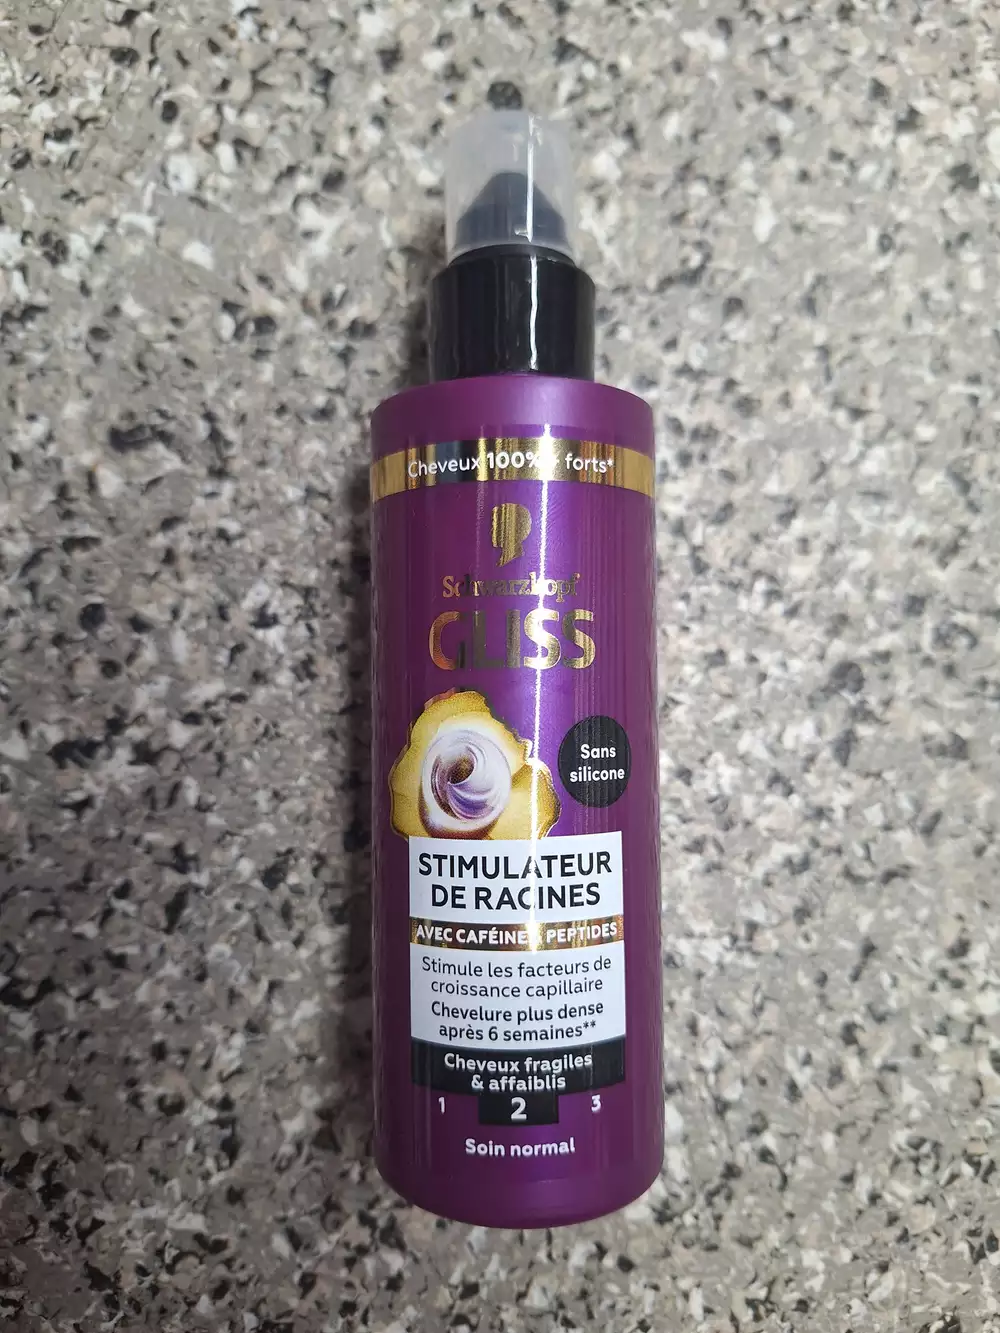 Cheveux 100% + forts*
Schwarzkopf
GLISS
Sans
silicone
STIMULATEUR
DE RACINES
AVEC CAFÉINE & PEPTIDES
Stimule les facteurs de
croissance capillaire
Chevelure plus dense
après 6 semaines**
Cheveux fragiles
& affaiblis
1 2 3
Soin normal